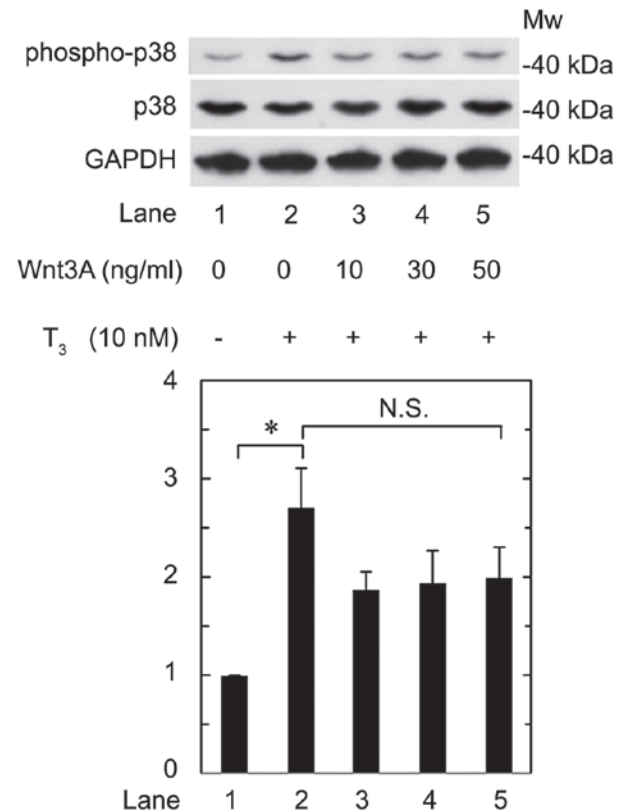 Mw
phospho-p38 -40 kDa
p38 -40 kDa
GAPDH -40 kDa
Lane 1 2 3 4 5
Wnt3A (ng/ml) 0 0 10 30 50
T3 (10 nM) - + + + +
4
N.S.
*
3
2
1
0
Lane 1 2 3 4 5